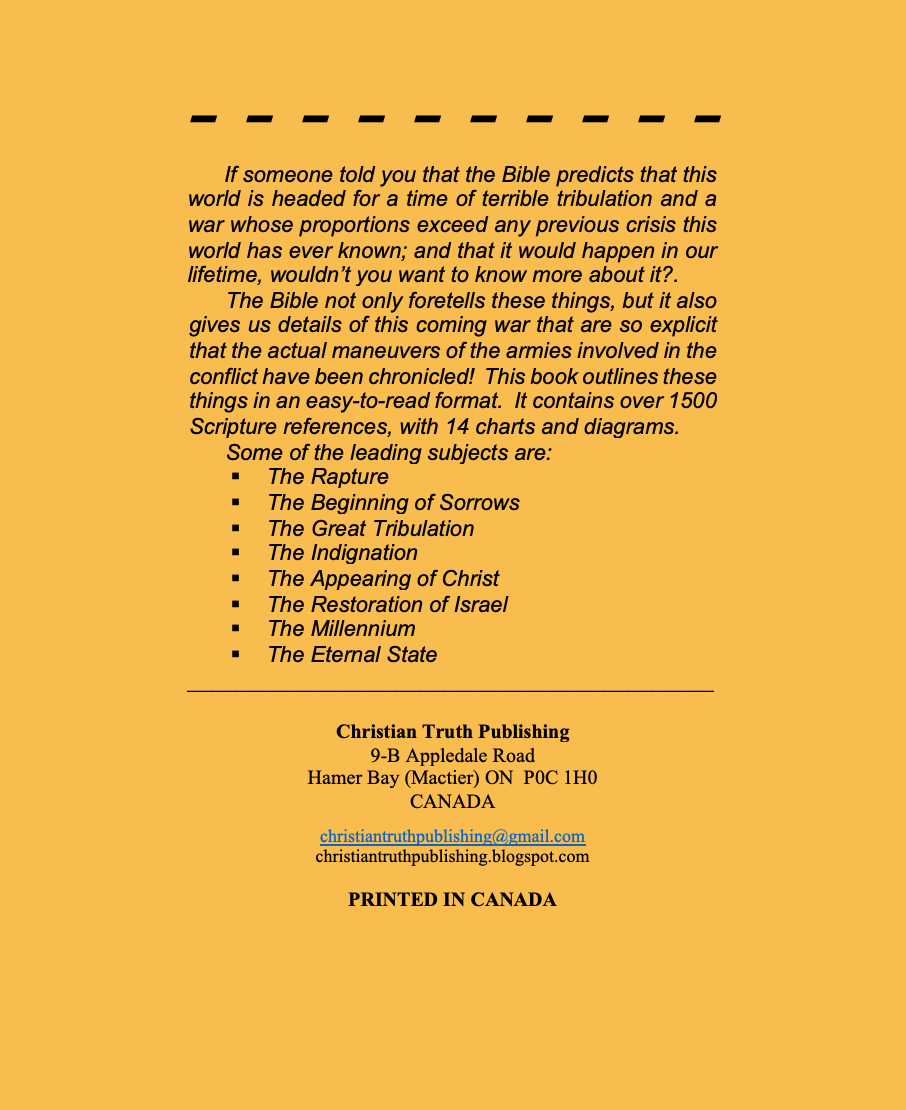 If someone told you that the Bible predicts that this
world is headed for a time of terrible tribulation and a
war whose proportions exceed any previous crisis this
world has ever known; and that it would happen in our
lifetime, wouldn’t you want to know more about it?.
The Bible not only foretells these things, but it also
gives us details of this coming war that are so explicit
that the actual maneuvers of the armies involved in the
conflict have been chronicled!  This book outlines these
things in an easy-to-read format.  It contains over 1500
Scripture references, with 14 charts and diagrams.
Some of the leading subjects are:
▪ The Rapture
▪ The Beginning of Sorrows
▪ The Great Tribulation
▪ The Indignation
▪ The Appearing of Christ
▪ The Restoration of Israel
▪ The Millennium
▪ The Eternal State
Christian Truth Publishing
9-B Appledale Road
Hamer Bay (Mactier) ON  P0C 1H0
CANADA
christiantruthpublishing@gmail.com
christiantruthpublishing.blogspot.com
PRINTED IN CANADA